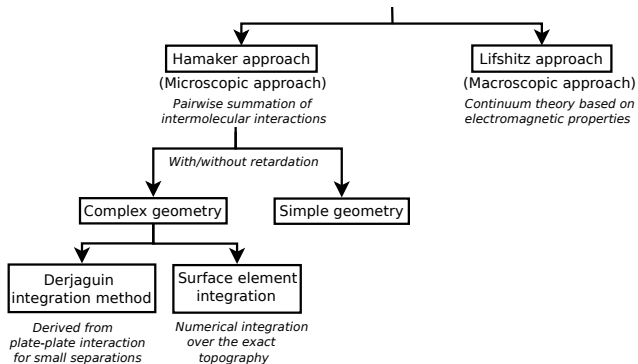 Hamaker approach
(Microscopic approach)
Pairwise summation of
intermolecular interactions
Lifshitz approach
(Macroscopic approach)
Continuum theory based on
electromagnetic properties
With/without retardation
Complex geometry
Simple geometry
Derjaguin
integration method
Derived from
plate-plate interaction
for small separations
Surface element
integration
Numerical integration
over the exact
topography